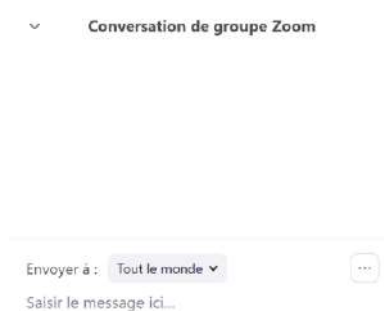 Conversation de groupe Zoom
Envoyer à : Tout le monde
Saisir le message ici...